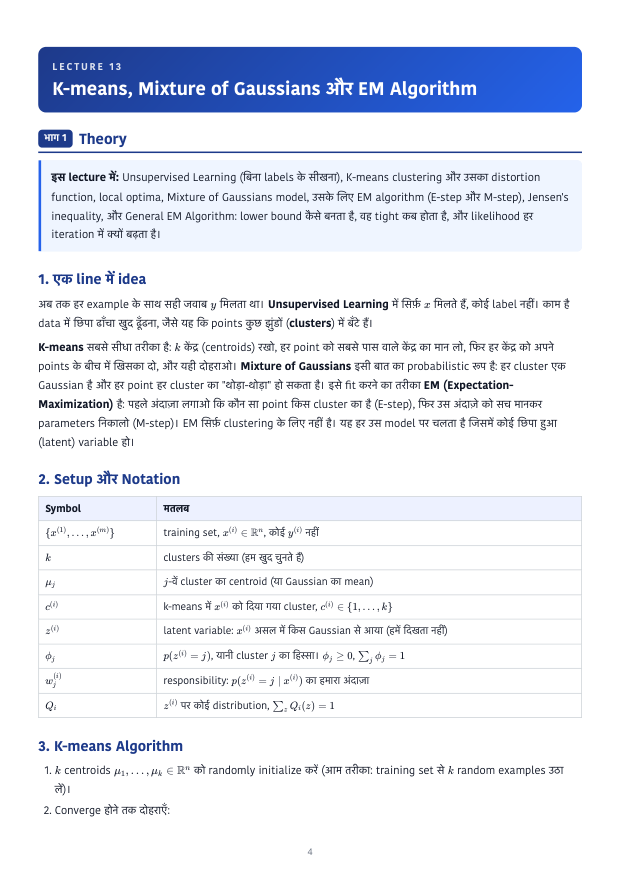 LECTURE 13
K-means, Mixture of Gaussians और EM Algorithm
भाग 1 Theory
इस lecture में: Unsupervised Learning (बिना labels के सीखना), K-means clustering और उसका distortion
function, local optima, Mixture of Gaussians model, उसके लिए EM algorithm (E-step और M-step), Jensen's
inequality, और General EM Algorithm: lower bound कैसे बनता है, वह tight कब होता है, और likelihood हर
iteration में क्यों बढ़ता है।
1. एक line में idea
अब तक हर example के साथ सही जवाब y मिलता था। Unsupervised Learning में सिर्फ़ x मिलते हैं, कोई label नहीं। काम है
data में छिपा ढाँचा खुद ढूँढना, जैसे यह कि points कुछ झुंडों (clusters) में बँटे हैं।
K-means सबसे सीधा तरीका है: k केंद्र (centroids) रखो, हर point को सबसे पास वाले केंद्र का मान लो, फिर हर केंद्र को अपने
points के बीच में खिसका दो, और यही दोहराओ। Mixture of Gaussians इसी बात का probabilistic रूप है: हर cluster एक
Gaussian है और हर point हर cluster का "थोड़ा-थोड़ा" हो सकता है। इसे fit करने का तरीका EM (Expectation-
Maximization) है: पहले अंदाज़ा लगाओ कि कौन सा point किस cluster का है (E-step), फिर उस अंदाज़े को सच मानकर
parameters निकालो (M-step)। EM सिर्फ़ clustering के लिए नहीं है। यह हर उस model पर चलता है जिसमें कोई छिपा हुआ
(latent) variable हो।
2. Setup और Notation
Symbol मतलब
{x^{(1)}, …, x^{(m)}} training set, x^{(i)} ∈ ℝ^n, कोई y^{(i)} नहीं
k clusters की संख्या (हम खुद चुनते हैं)
μ_j j-वें cluster का centroid (या Gaussian का mean)
c^{(i)} k-means में x^{(i)} को दिया गया cluster, c^{(i)} ∈ {1, …, k}
z^{(i)} latent variable: x^{(i)} असल में किस Gaussian से आया (हमें दिखता नहीं)
ϕ_j p(z^{(i)} = j), यानी cluster j का हिस्सा। ϕ_j ≥ 0, ∑_j ϕ_j = 1
w_j^{(i)} responsibility: p(z^{(i)} = j | x^{(i)}) का हमारा अंदाज़ा
Q_i z^{(i)} पर कोई distribution, ∑_z Q_i(z) = 1
3. K-means Algorithm
1. k centroids μ_1, …, μ_k ∈ ℝ^n को randomly initialize करें (आम तरीका: training set से k random examples उठा
लें)।
2. Converge होने तक दोहराएँ:
4